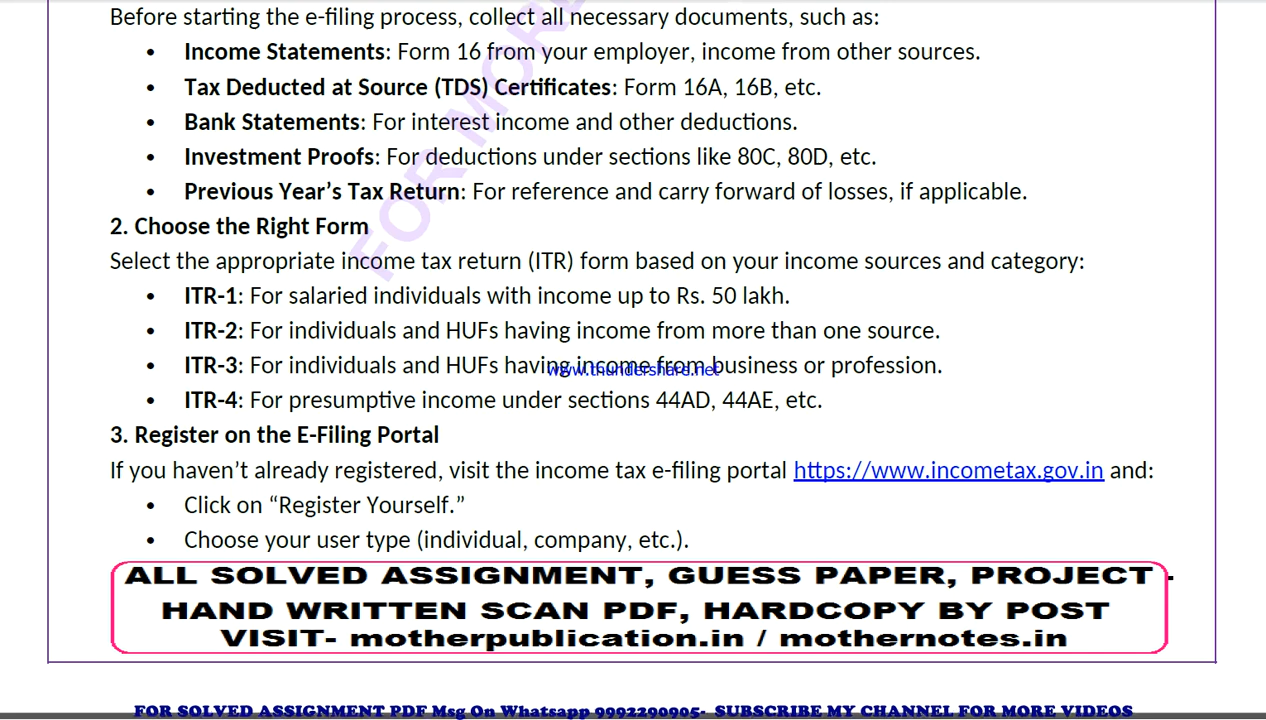 Before starting the e-filing process, collect all necessary documents, such as:
• Income Statements: Form 16 from your employer, income from other sources.
• Tax Deducted at Source (TDS) Certificates: Form 16A, 16B, etc.
• Bank Statements: For interest income and other deductions.
• Investment Proofs: For deductions under sections like 80C, 80D, etc.
• Previous Year’s Tax Return: For reference and carry forward of losses, if applicable.
2. Choose the Right Form
Select the appropriate income tax return (ITR) form based on your income sources and category:
• ITR-1: For salaried individuals with income up to Rs. 50 lakh.
• ITR-2: For individuals and HUFs having income from more than one source.
• ITR-3: For individuals and HUFs having income from business or profession.
www.thundershare.net
• ITR-4: For presumptive income under sections 44AD, 44AE, etc.
3. Register on the E-Filing Portal
If you haven’t already registered, visit the income tax e-filing portal https://www.incometax.gov.in and:
• Click on “Register Yourself.”
• Choose your user type (individual, company, etc.).
FOR MORE
ALL SOLVED ASSIGNMENT, GUESS PAPER, PROJECT -
HAND WRITTEN SCAN PDF, HARDCOPY BY POST
VISIT- motherpublication.in / mothernotes.in
FOR SOLVED ASSIGNMENT PDF Msg On Whatsapp 9992290905- SUBSCRIBE MY CHANNEL FOR MORE VIDEOS